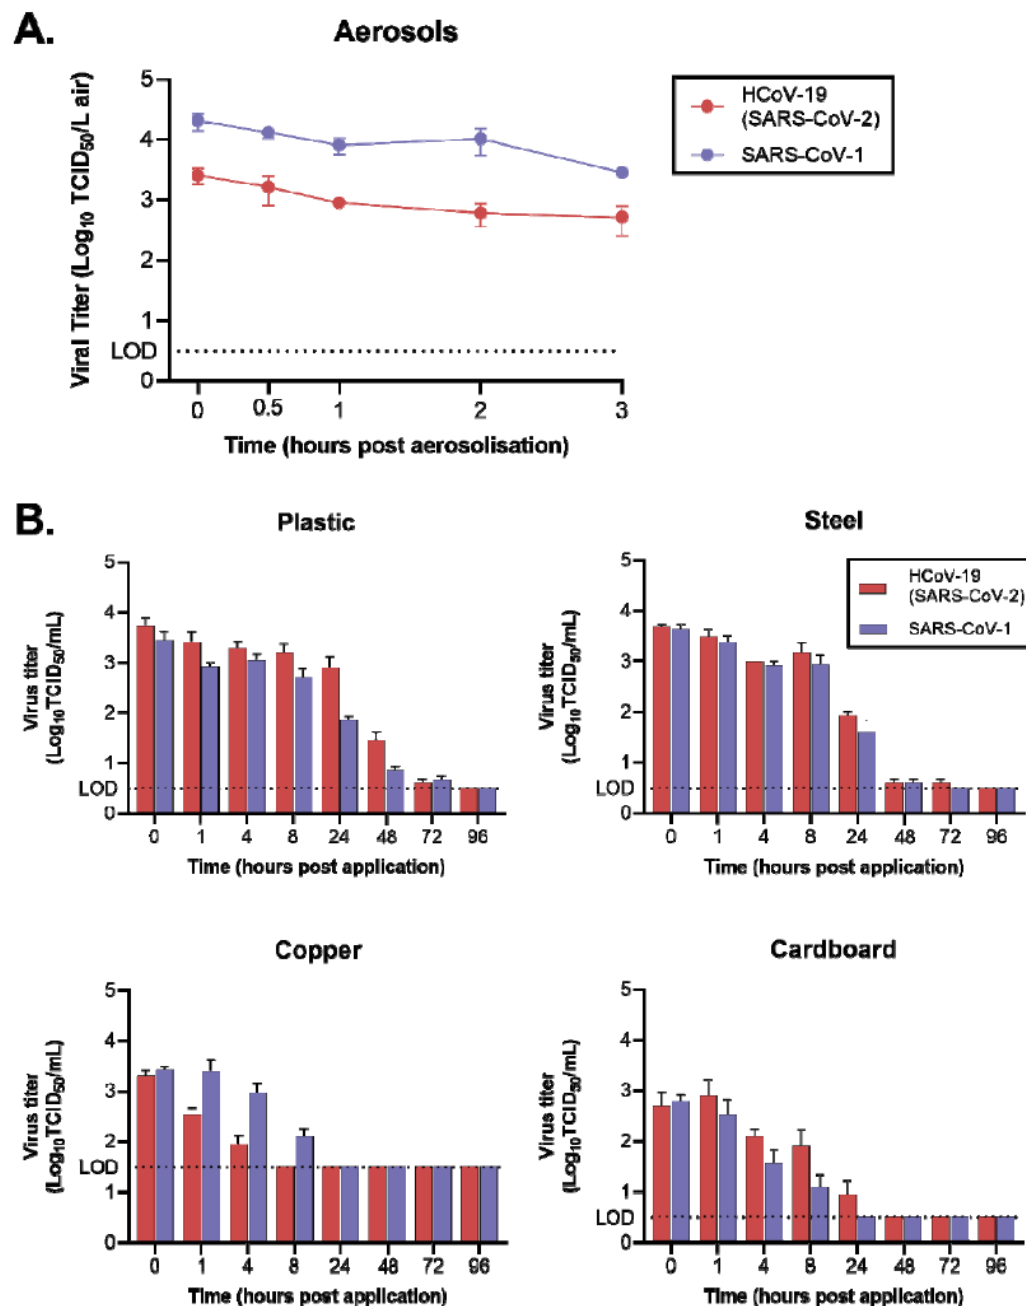 A.
Aerosols
Viral Titer (Log₁₀ TCID₅₀/L air)
5
4
3
2
1
LOD
0
0
0.5
1
2
3
Time (hours post aerosolisation)
HCoV-19
(SARS-CoV-2)
SARS-CoV-1
B.
Plastic
Virus titer
(Log₁₀TCID₅₀/mL)
5
4
3
2
1
LOD
0
0 1 4 8 24 48 72 96
Time (hours post application)
Steel
Virus titer
(Log₁₀TCID₅₀/mL)
5
4
3
2
1
LOD
0
0 1 4 8 24 48 72 96
Time (hours post application)
HCoV-19
(SARS-CoV-2)
SARS-CoV-1
Copper
Virus titer
(Log₁₀TCID₅₀/mL)
5
4
3
2
LOD
1
0
0 1 4 8 24 48 72 96
Time (hours post application)
Cardboard
Virus titer
(Log₁₀TCID₅₀/mL)
5
4
3
2
1
LOD
0
0 1 4 8 24 48 72 96
Time (hours post application)